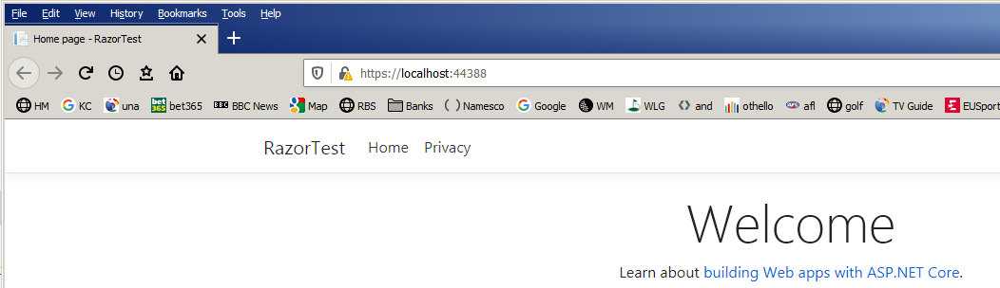 File Edit View History Bookmarks Tools Help
Home page - RazorTest
https://localhost:44388
HM KC una bet365 bet365 BBC BBC News Map RBS Banks Namesco Google WM WLG and othello afl golf TV Guide EUSport
RazorTest Home Privacy
Welcome
Learn about building Web apps with ASP.NET Core.